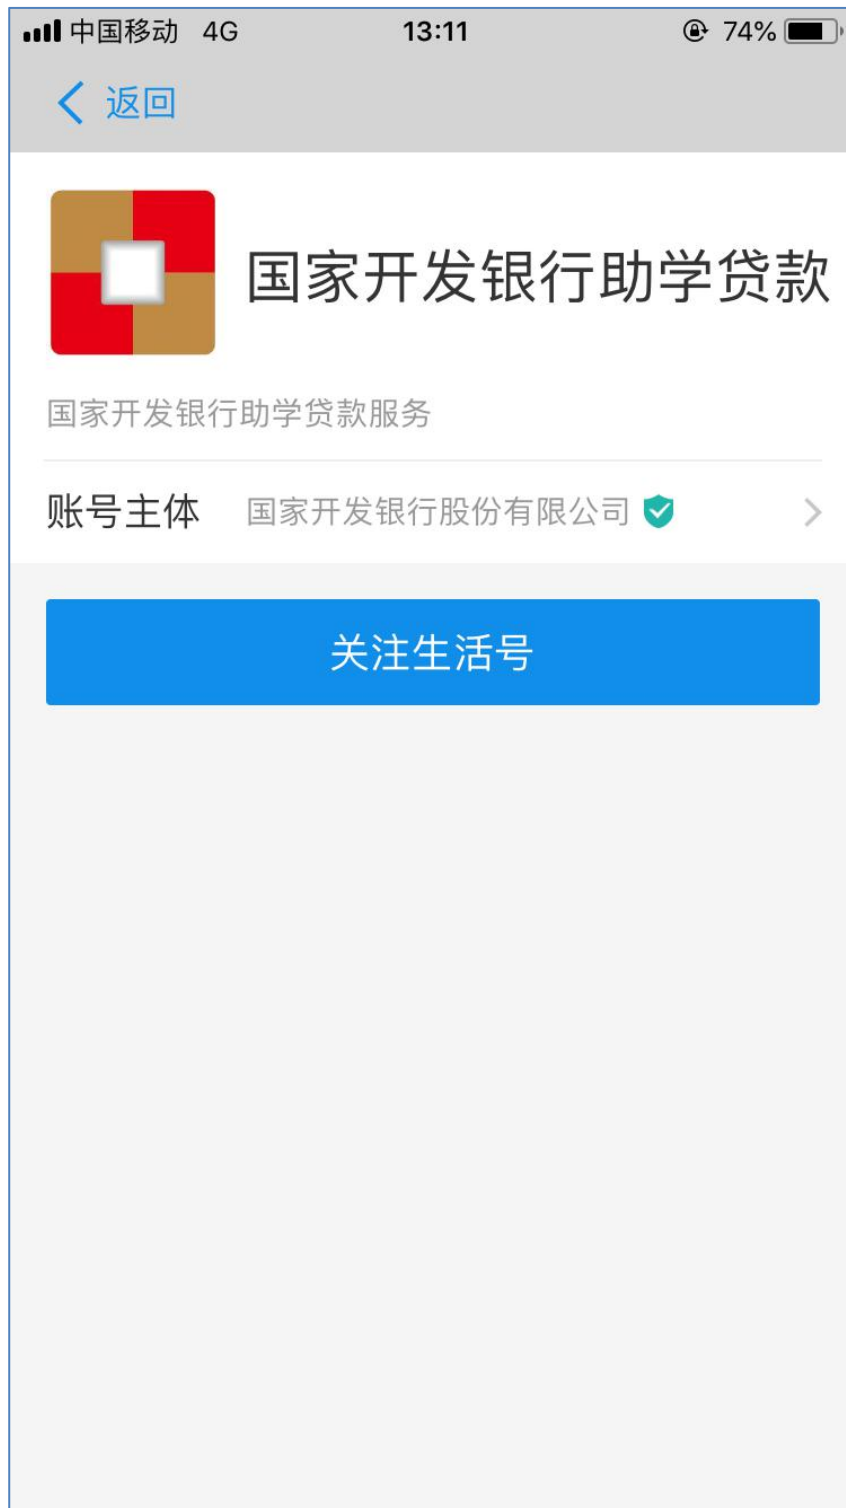 中国移动 4G 13:11 74%
返回
国家开发银行助学贷款
国家开发银行助学贷款服务
账号主体 国家开发银行股份有限公司
关注生活号